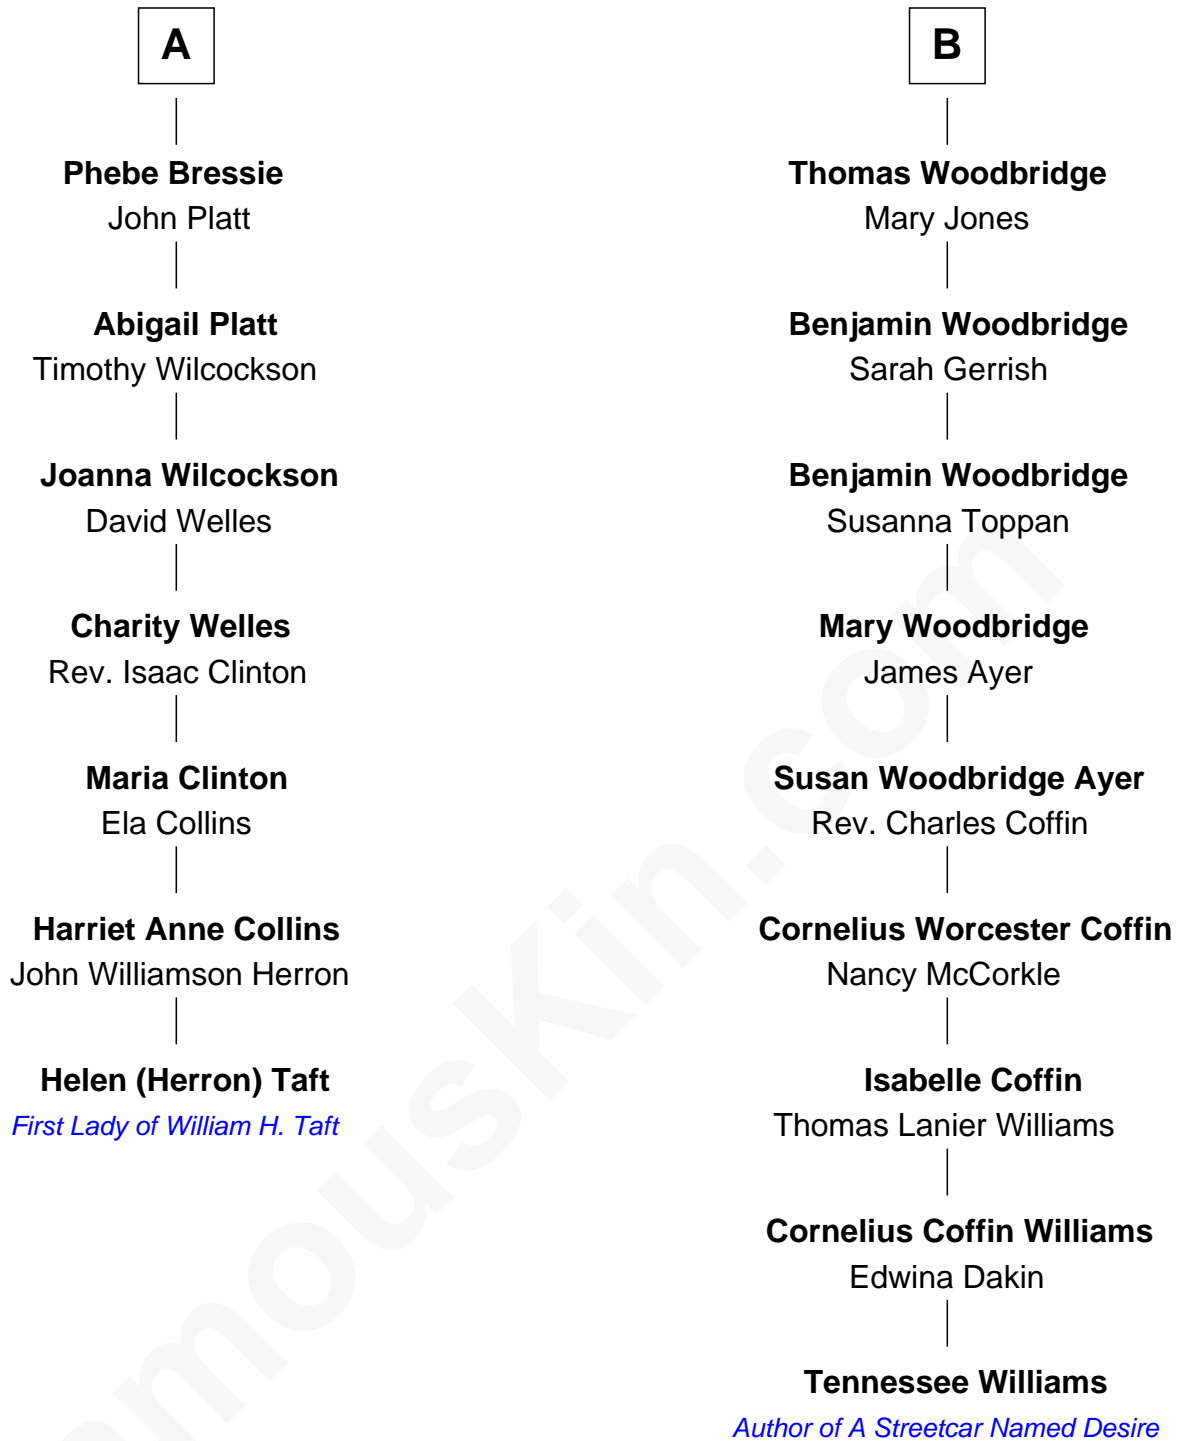 A
Phebe Bressie
John Platt
Abigail Platt
Timothy Wilcockson
Joanna Wilcockson
David Welles
Charity Welles
Rev. Isaac Clinton
Maria Clinton
Ela Collins
Harriet Anne Collins
John Williamson Herron
Helen (Herron) Taft
First Lady of William H. Taft
B
Thomas Woodbridge
Mary Jones
Benjamin Woodbridge
Sarah Gerrish
Benjamin Woodbridge
Susanna Toppan
Mary Woodbridge
James Ayer
Susan Woodbridge Ayer
Rev. Charles Coffin
Cornelius Worcester Coffin
Nancy McCorkle
Isabelle Coffin
Thomas Lanier Williams
Cornelius Coffin Williams
Edwina Dakin
Tennessee Williams
Author of A Streetcar Named Desire
amouskin.com